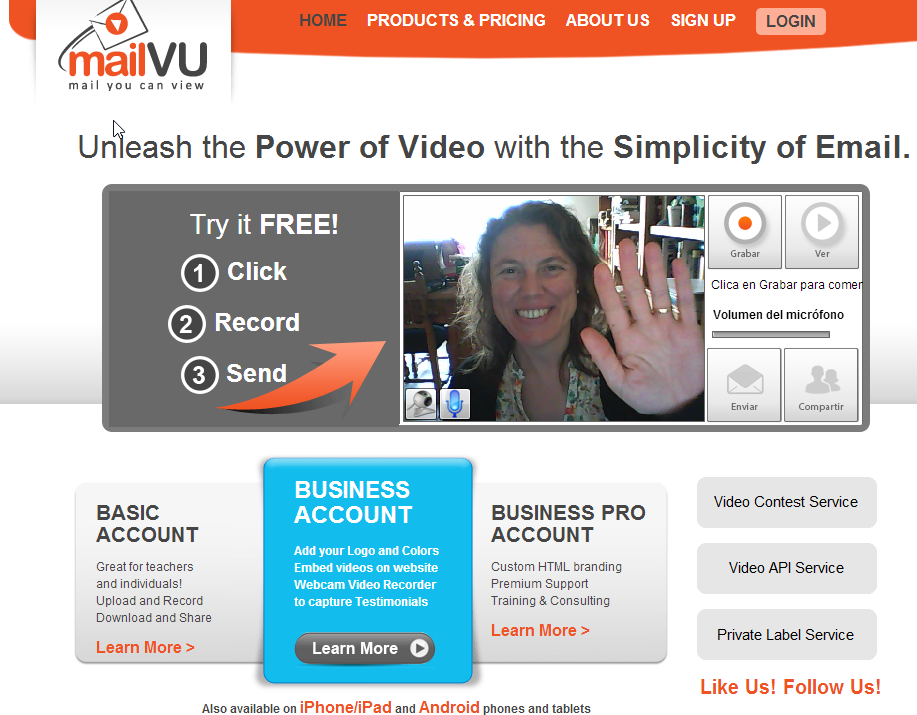 HOME PRODUCTS & PRICING ABOUT US SIGN UP LOGIN
mailVU
mail you can view
Unleash the Power of Video with the Simplicity of Email.
Try it FREE!
1 Click
2 Record
3 Send
Grabar Ver
Clica en Grabar para comer
Volumen del micrófono
Enviar Compartir
BASIC
ACCOUNT
Great for teachers
and individuals!
Upload and Record
Download and Share
Learn More >
BUSINESS
ACCOUNT
Add your Logo and Colors
Embed videos on website
Webcam Video Recorder
to capture Testimonials
Learn More
BUSINESS PRO
ACCOUNT
Custom HTML branding
Premium Support
Training & Consulting
Learn More >
Video Contest Service
Video API Service
Private Label Service
Like Us! Follow Us!
Also available on iPhone/iPad and Android phones and tablets